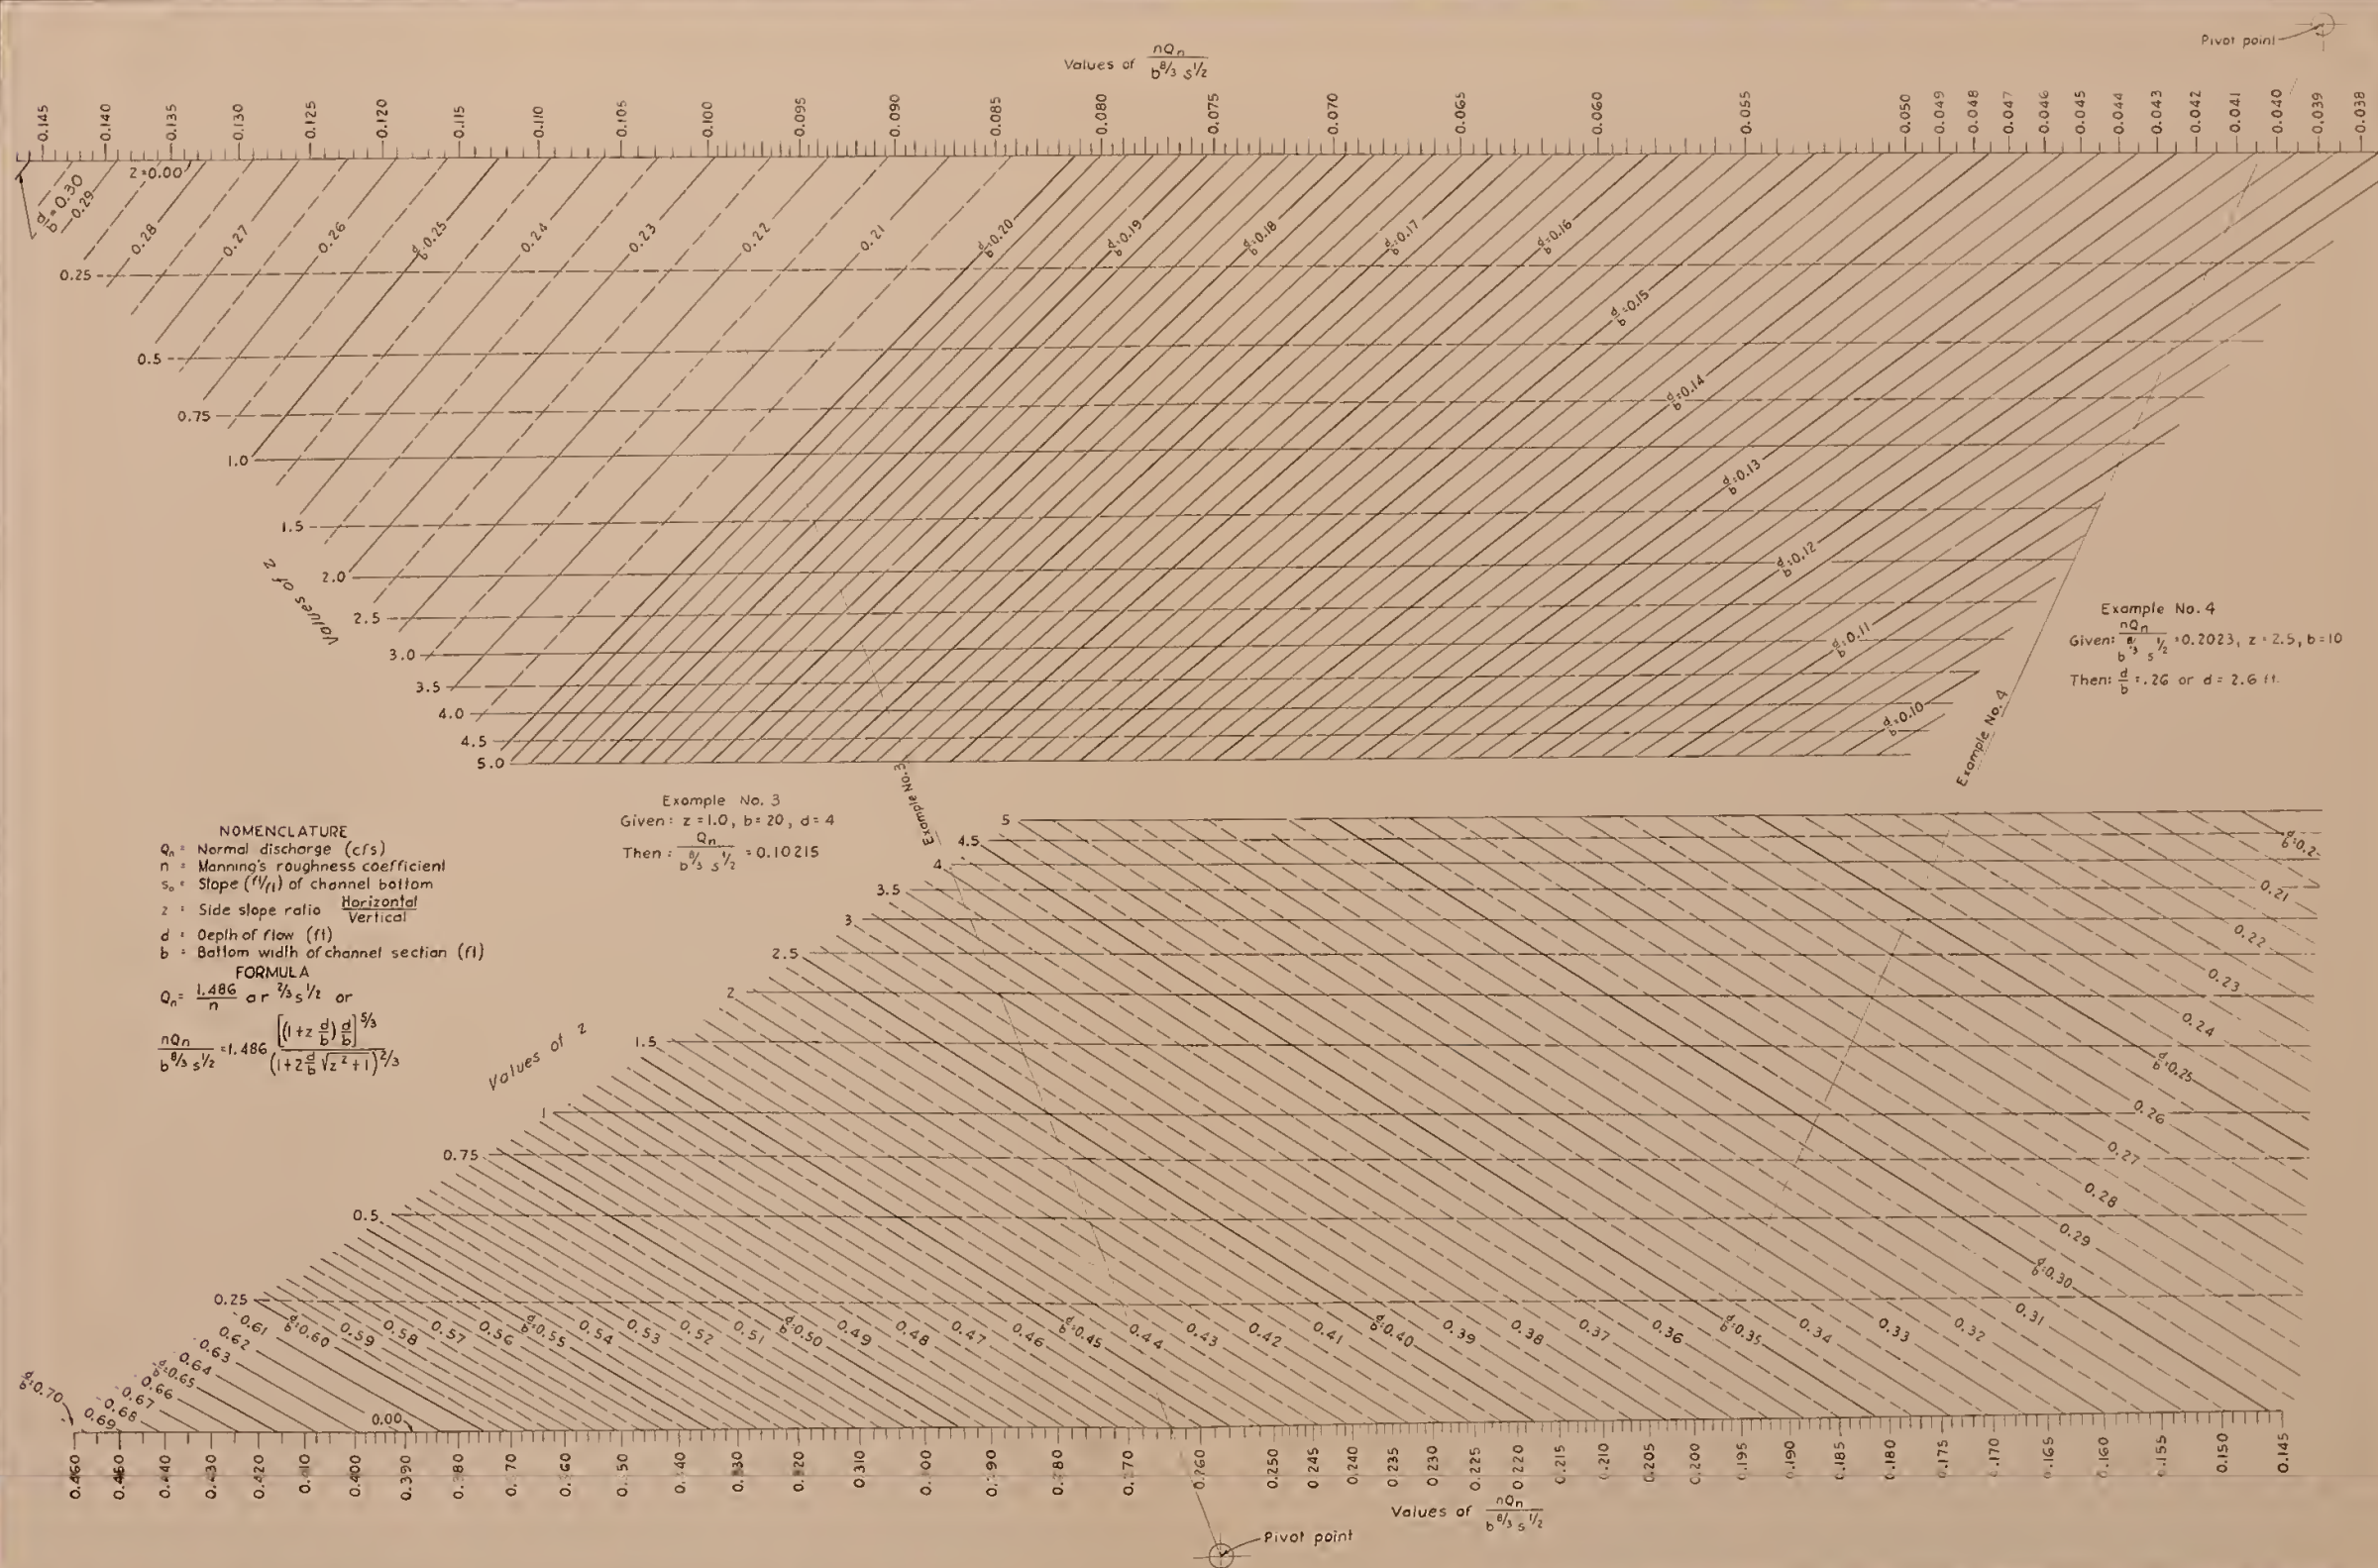 Pivot point
Values of nQn / b^8/3 s^1/2
0.145 0.140 0.135 0.130 0.125 0.120 0.115 0.110 0.105 0.100 0.095 0.090 0.085 0.080 0.075 0.070 0.065 0.060 0.055 0.050 0.049 0.048 0.047 0.046 0.045 0.044 0.043 0.042 0.041 0.040 0.039 0.038
z=0.00
d/b=0.30
0.29
0.28 0.27 0.26 d/b=0.25 0.24 0.23 0.22 0.21 d/b=0.20 d/b=0.19 d/b=0.18 d/b=0.17 d/b=0.16
d/b=0.15
d/b=0.14
d/b=0.13
d/b=0.12
d/b=0.11
d/b=0.10
0.25
0.5
0.75
1.0
1.5
2.0
2.5
3.0
3.5
4.0
4.5
5.0
Values of z
Example No. 4
Given: nQn / b^8/3 s^1/2 =0.2023, z=2.5, b=10
Then: d/b=.26 or d=2.6 ft.
Example No. 4
Example No. 3
Example No. 3
Given: z=1.0, b=20, d=4
Then: Qn / b^8/3 s^1/2 =0.10215
NOMENCLATURE
Qn = Normal discharge (cfs)
n = Manning's roughness coefficient
so = Slope (ft/ft) of channel bottom
z = Side slope ratio Horizontal/Vertical
d = Depth of flow (ft)
b = Bottom width of channel section (ft)
FORMULA
Qn= 1.486/n a r^2/3 s^1/2 or
nQn / b^8/3 s^1/2 =1.486 [(1+z d/b) d/b]^5/3 / (1+2 d/b √z²+1)^2/3
5
4.5
4
3.5
3
2.5
2
1.5
1
0.75
0.5
0.25
0.00
Values of z
0.21
0.22
0.23
0.24
d/b=0.25
0.26
0.27
0.28
0.29
d/b=0.30
0.31
0.61 d/b=0.60 0.59 0.58 0.57 0.56 d/b=0.55 0.54 0.53 0.52 0.51 d/b=0.50 0.49 0.48 0.47 0.46 d/b=0.45 0.44 0.43 0.42 0.41 d/b=0.40 0.39 0.38 0.37 0.36 d/b=0.35 0.34 0.33 0.32
0.62
0.63
0.64
d/b=0.65
0.66
0.67
0.68
0.69
d/b=0.70
0.460 0.440 0.430 0.420 0.400 0.390 0.310 0.290 0.260 0.250 0.245 0.240 0.235 0.230 0.225 0.220 0.215 0.210 0.205 0.200 0.195 0.190 0.185 0.180 0.175 0.170 0.165 0.160 0.155 0.150 0.145
Values of nQn / b^8/3 s^1/2
Pivot point